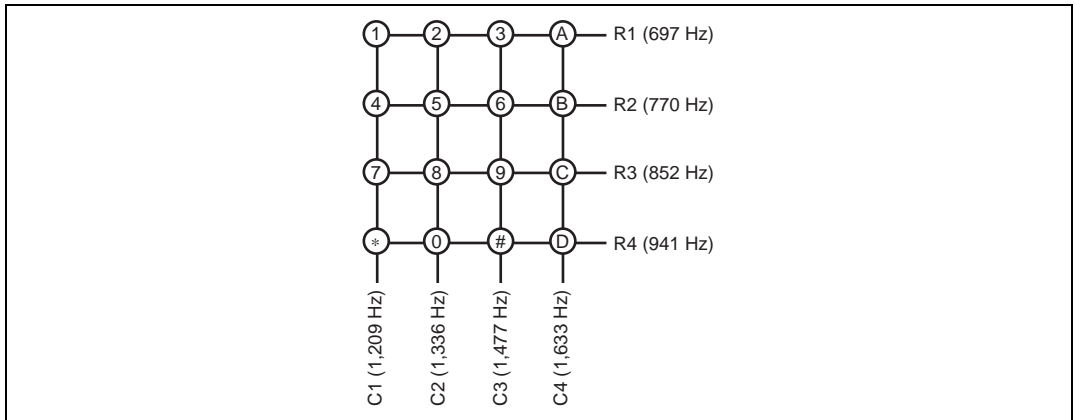 1 2 3 A R1 (697 Hz)
4 5 6 B R2 (770 Hz)
7 8 9 C R3 (852 Hz)
* 0 # D R4 (941 Hz)
C1 (1,209 Hz)
C2 (1,336 Hz)
C3 (1,477 Hz)
C4 (1,633 Hz)